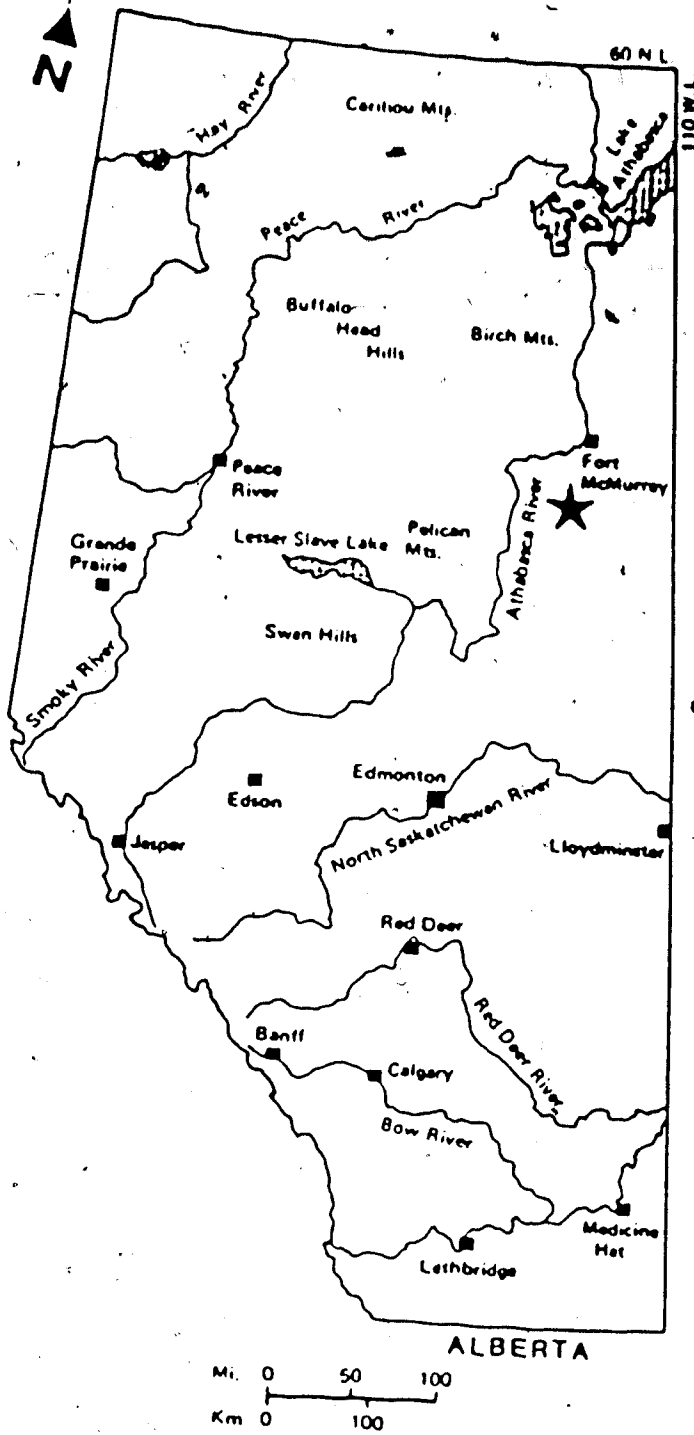 N
60 N L
110 W L
Hay River
Caribou Mts.
Lake
Athabasca
Peace River
Buffalo
Head
Hills
Birch Mts.
Peace
River
Fort
McMurray
Grande
Prairie
Lesser Slave Lake
Pelican
Mts.
Athabasca River
Swan Hills
Smoky River
Edson
Edmonton
North Saskatchewan River
Lloydminster
Jasper
Red Deer
Red Deer River
Banff
Calgary
Bow River
Medicine
Hat
Lethbridge
ALBERTA
Mi. 0 50 100
Km 0 100